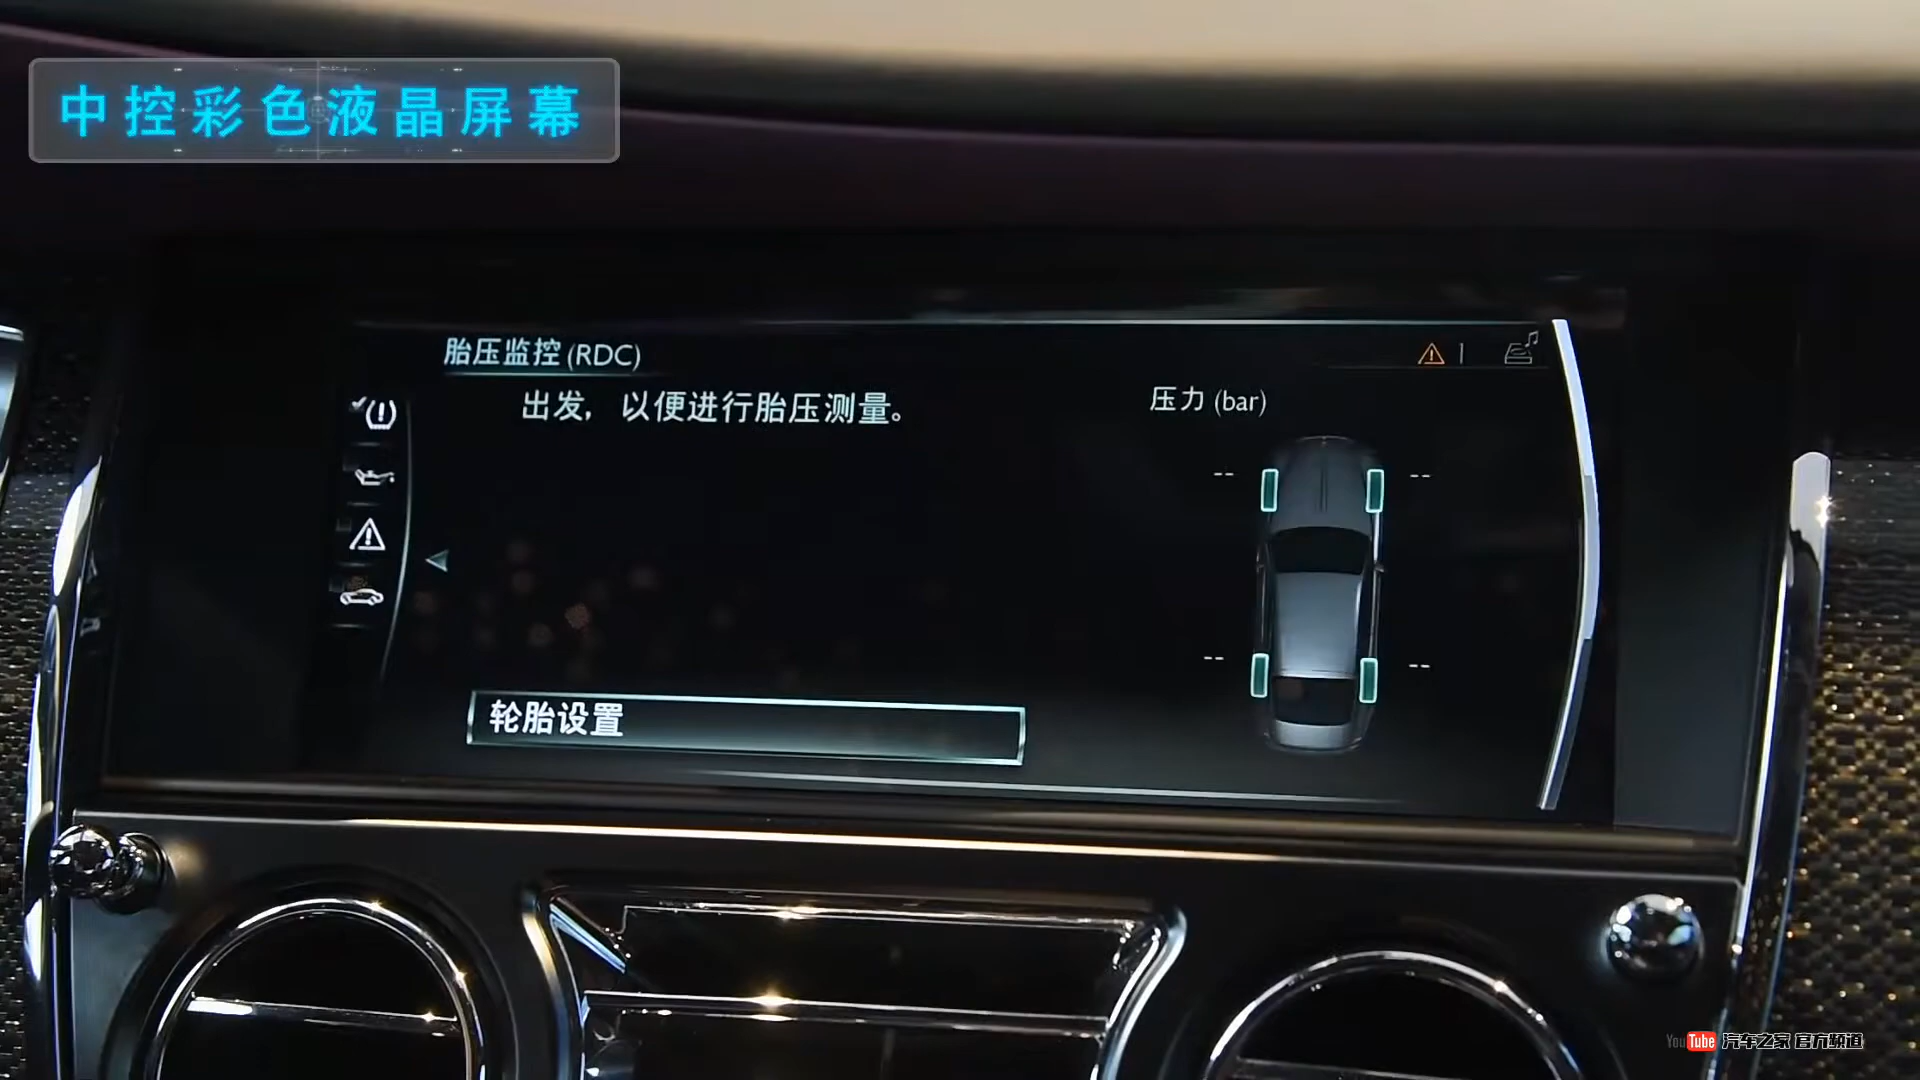 中控彩色液晶屏幕
胎压监控 (RDC)
1
出发，以便进行胎压测量。
压力 (bar)
-- --
-- --
轮胎设置
YouTube 汽车之家 官方频道